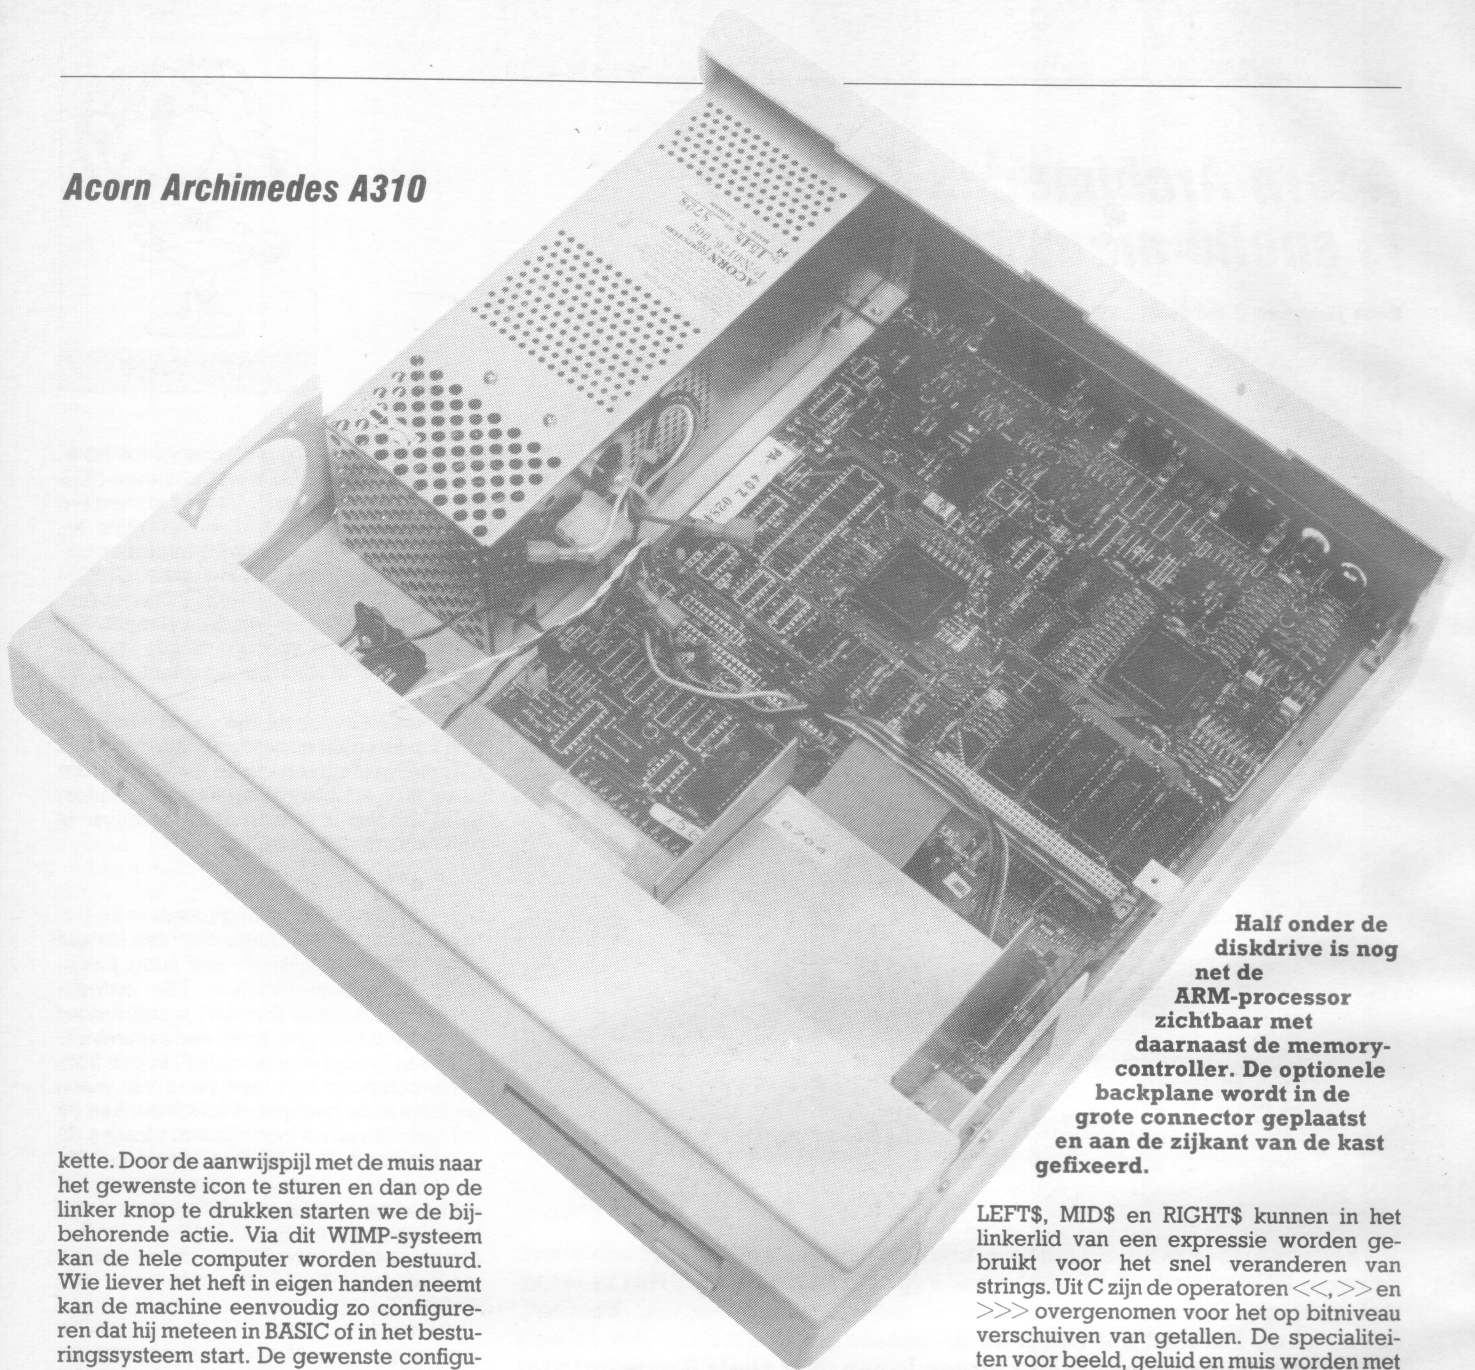 Acorn Archimedes A310
PK- 4DZ 0281
6704
Half onder de
diskdrive is nog
net de
ARM-processor
zichtbaar met
daarnaast de memory-
controller. De optionele
backplane wordt in de
grote connector geplaatst
en aan de zijkant van de kast
gefixeerd.
kette. Door de aanwijspijl met de muis naar
het gewenste icon te sturen en dan op de
linker knop te drukken starten we de bij-
behorende actie. Via dit WIMP-systeem
kan de hele computer worden bestuurd.
Wie liever het heft in eigen handen neemt
kan de machine eenvoudig zo configure-
ren dat hij meteen in BASIC of in het bestu-
ringssysteem start. De gewenste configu-
LEFT$, MID$ en RIGHT$ kunnen in het
linkerlid van een expressie worden ge-
bruikt voor het snel veranderen van
strings. Uit C zijn de operatoren <<, >> en
>>> overgenomen voor het op bitniveau
verschuiven van getallen. De specialitei-
ten voor beeld, geluid en muis worden met